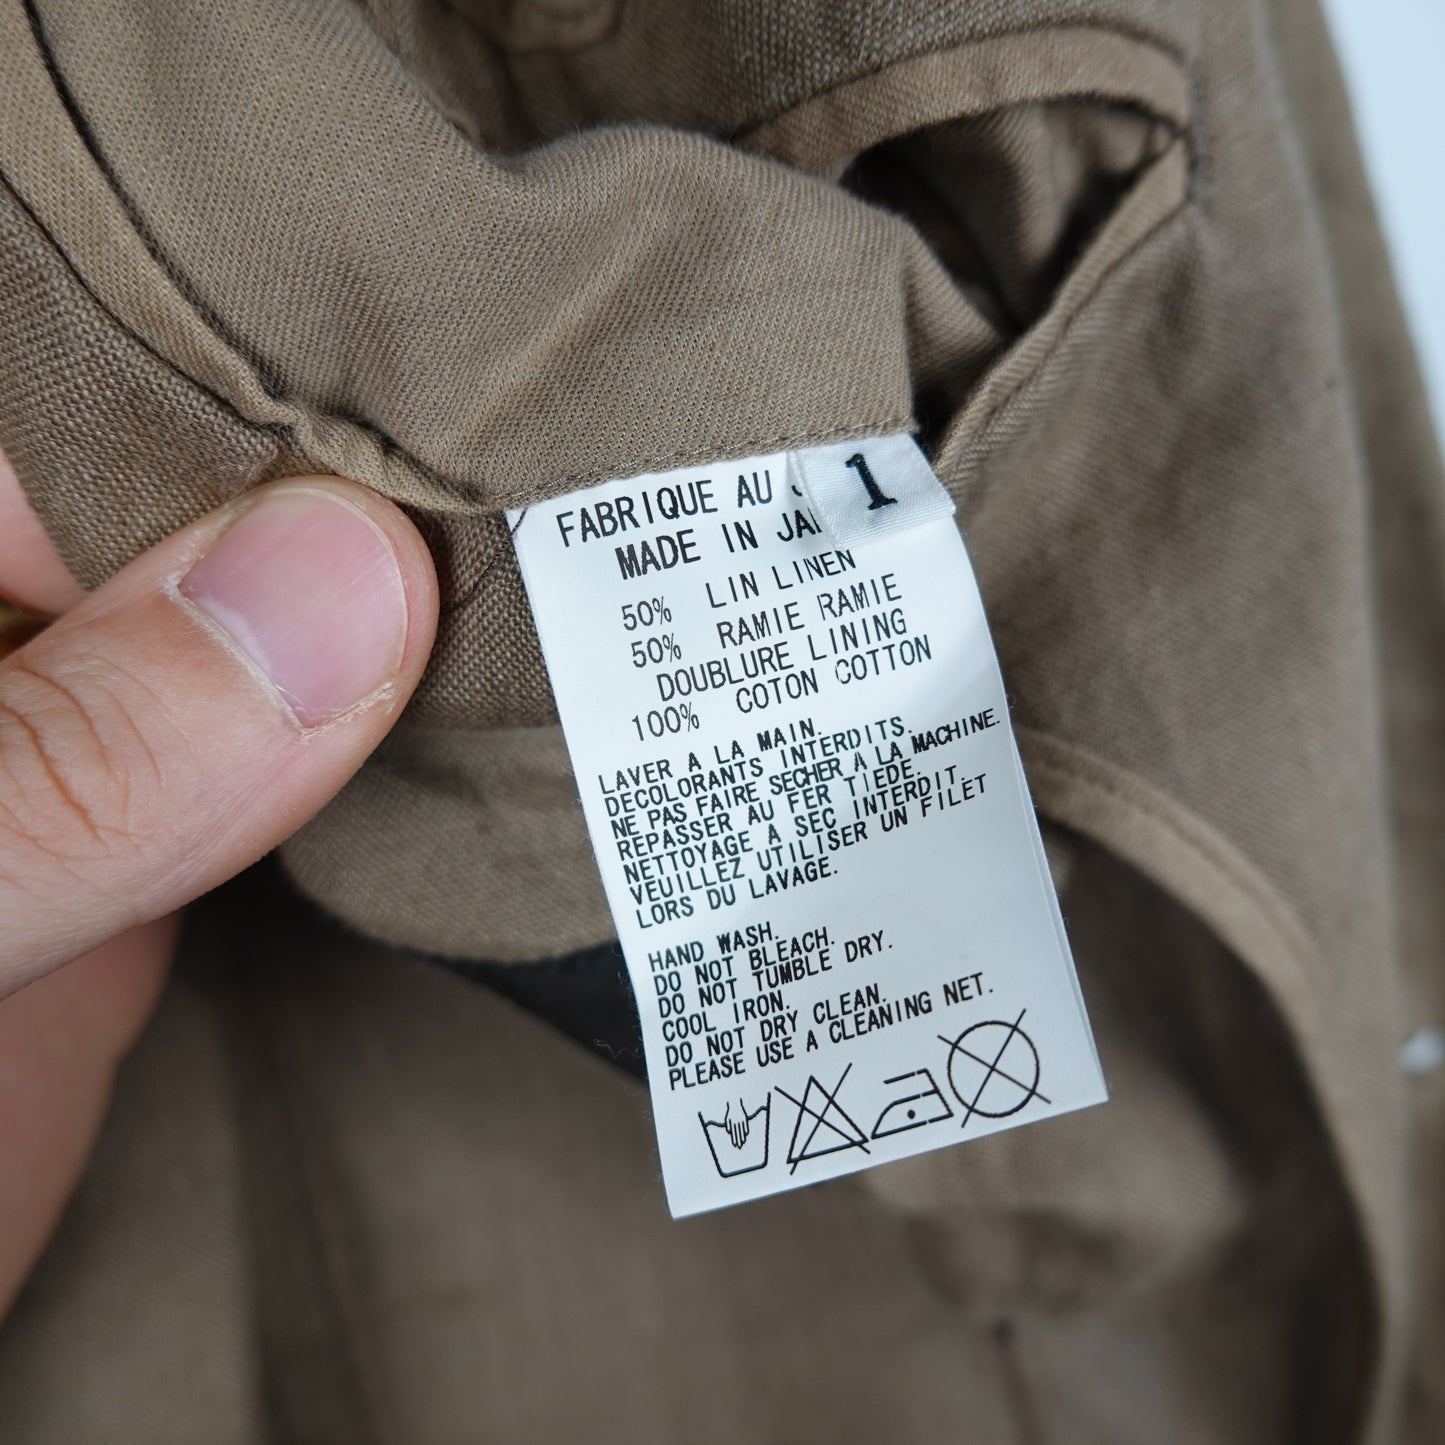 1
FABRIQUE AU
MADE IN
50% LIN LINEN
50% RAMIE RAMIE
DOUBLURE LINING
100% COTON COTTON
LAVER A LA MAIN.
DECOLORANTS INTERDITS.
NE PAS FAIRE SECHER A LA MACHINE.
REPASSER AU FER TIEDE.
NETTOYAGE A SEC INTERDIT.
VEUILLEZ UTILISER UN FILET
LORS DU LAVAGE.
HAND WASH.
DO NOT BLEACH.
DO NOT TUMBLE DRY.
COOL IRON.
DO NOT DRY CLEAN.
PLEASE USE A CLEANING NET.